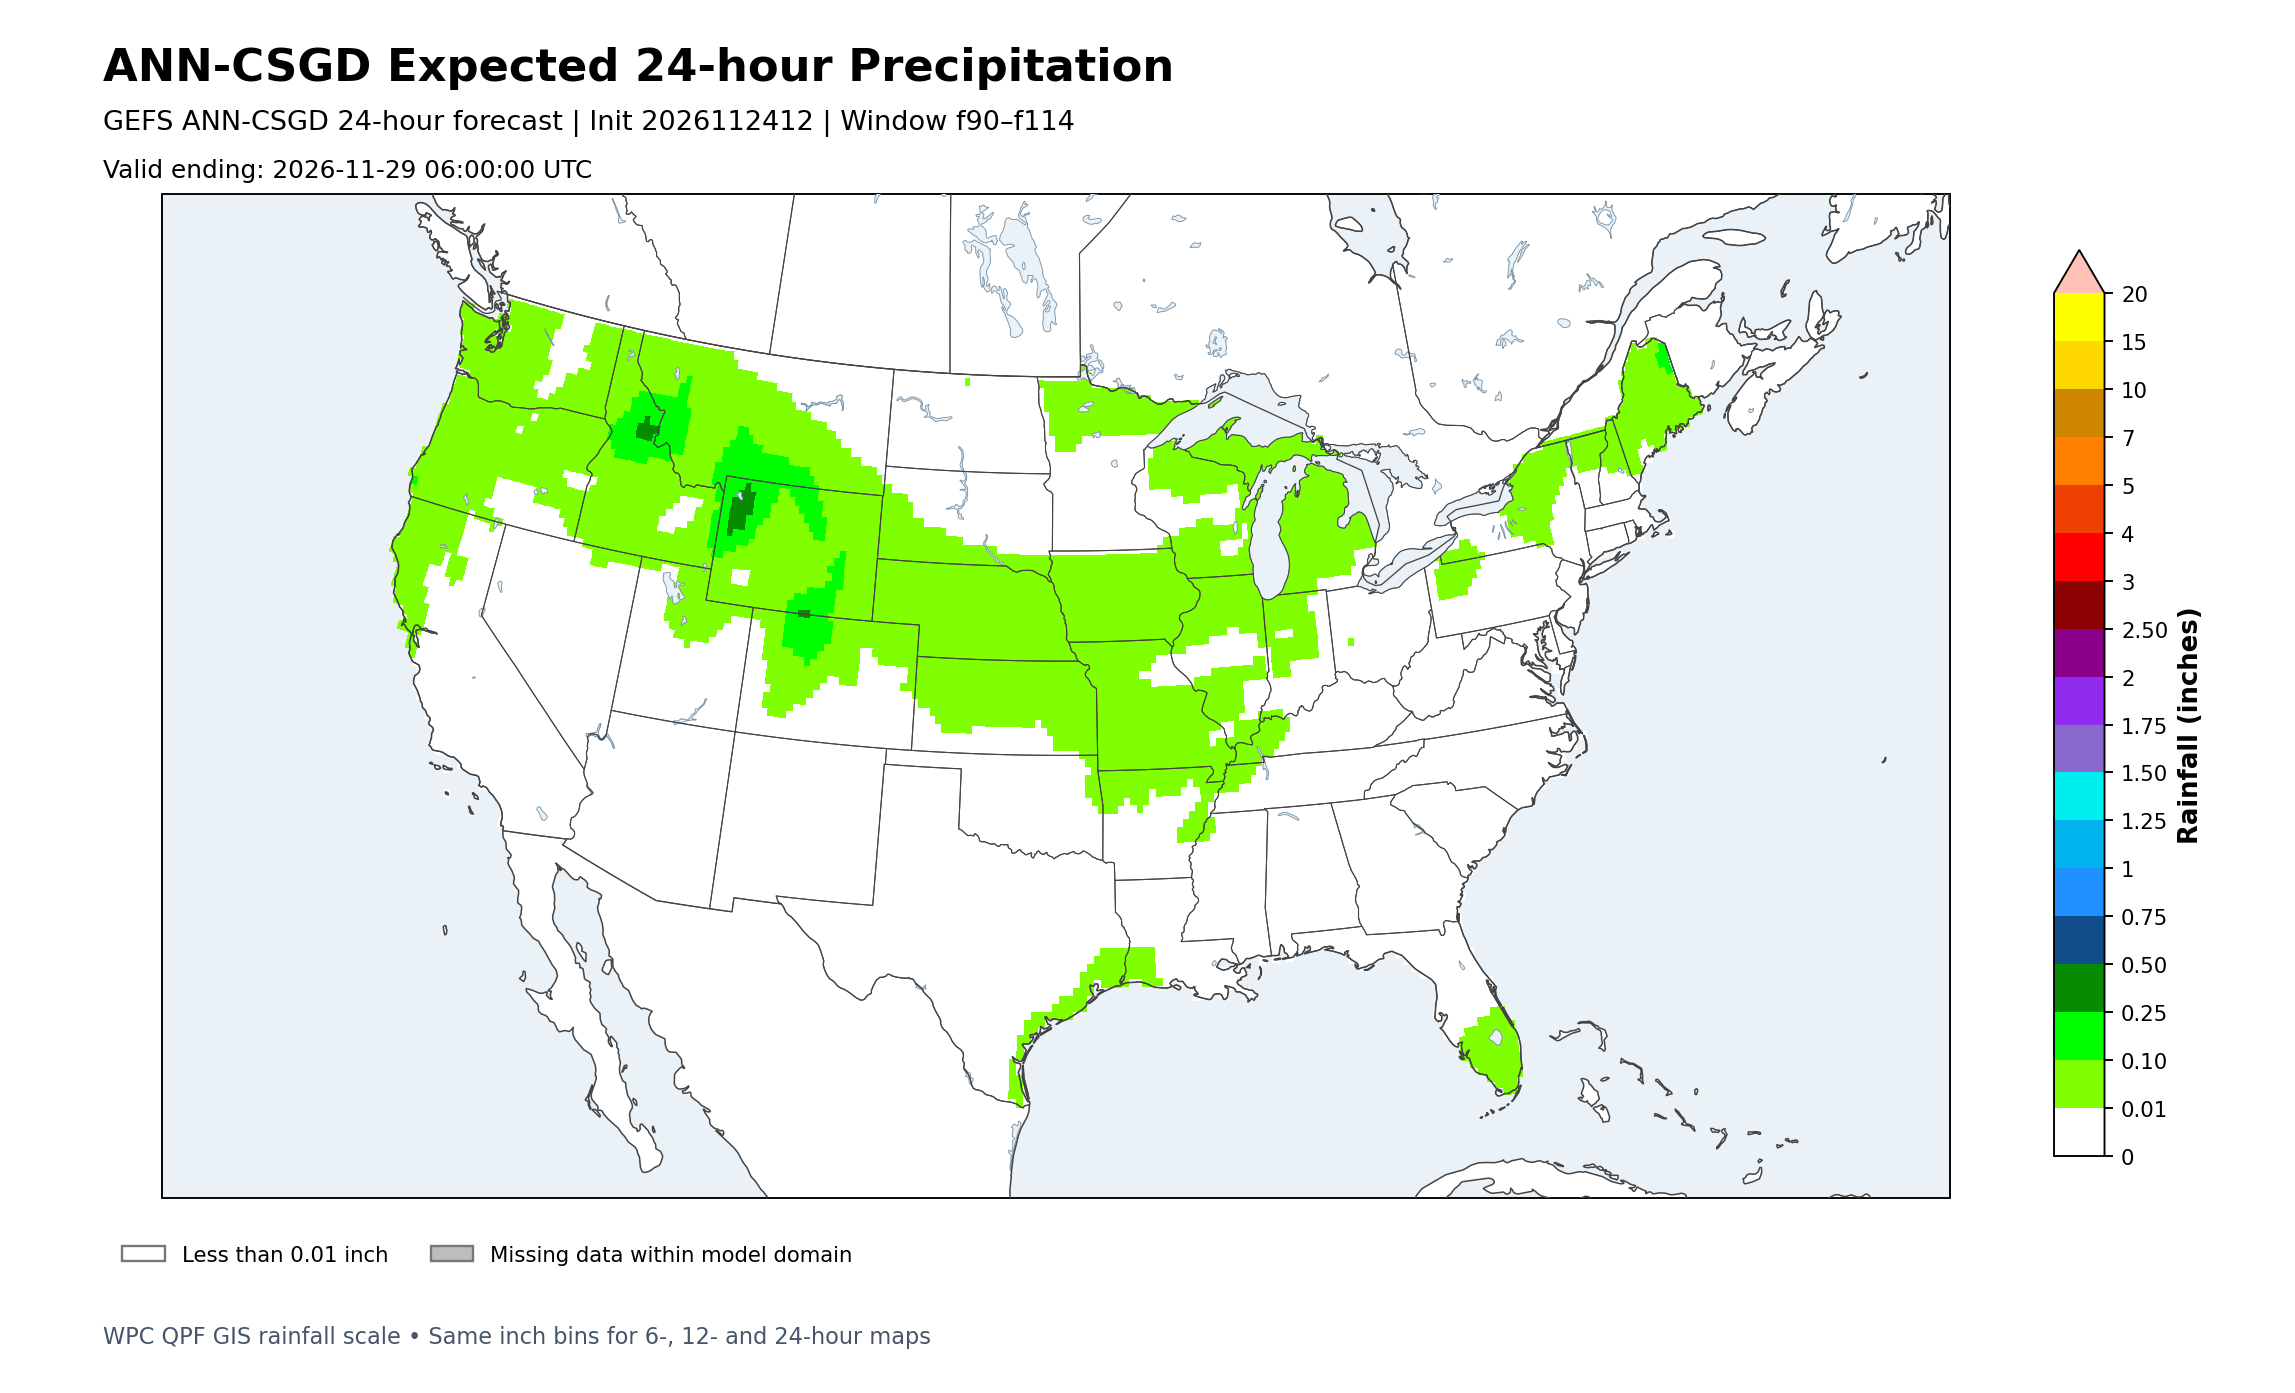 ANN-CSGD Expected 24-hour Precipitation
GEFS ANN-CSGD 24-hour forecast | Init 2026112412 | Window f90–f114
Valid ending: 2026-11-29 06:00:00 UTC
20
15
10
7
5
4
3
2.50
2
1.75
1.50
1.25
1
0.75
0.50
0.25
0.10
0.01
0
Rainfall (inches)
Less than 0.01 inch
Missing data within model domain
WPC QPF GIS rainfall scale • Same inch bins for 6-, 12- and 24-hour maps